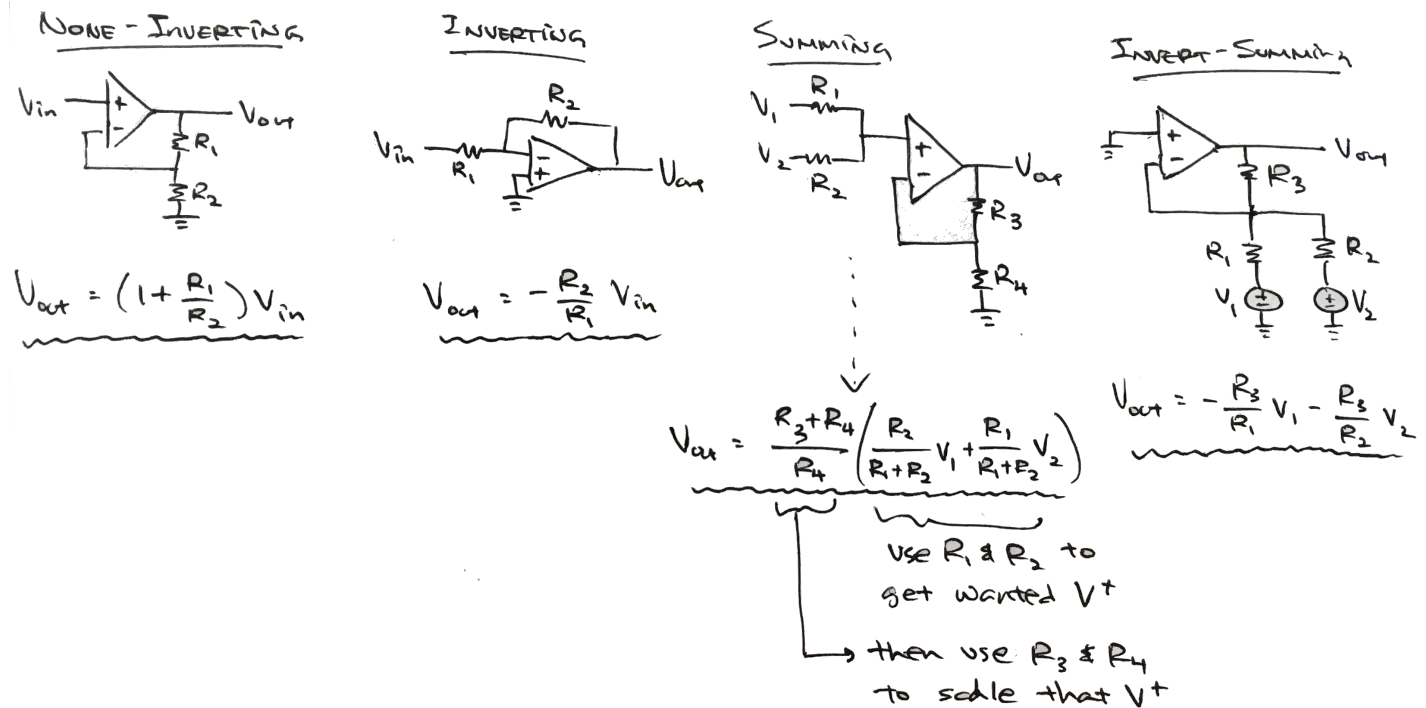 NONE-INVERTING
Vin
+
-
Vout
R1
R2
Vout = (1 + R1/R2) Vin
INVERTING
R2
Vin
R1
-
+
Vout
Vout = - R2/R1 Vin
SUMMING
R1
V1
V2
R2
+
-
Vout
R3
R4
Vout = R3+R4/R4 (R2/R1+R2 V1 + R1/R1+R2 V2)
use R1 & R2 to
get wanted V+
then use R3 & R4
to scale that V+
INVERT-SUMMING
+
-
Vout
R3
R1
R2
V1
±
±
V2
Vout = - R3/R1 V1 - R3/R2 V2